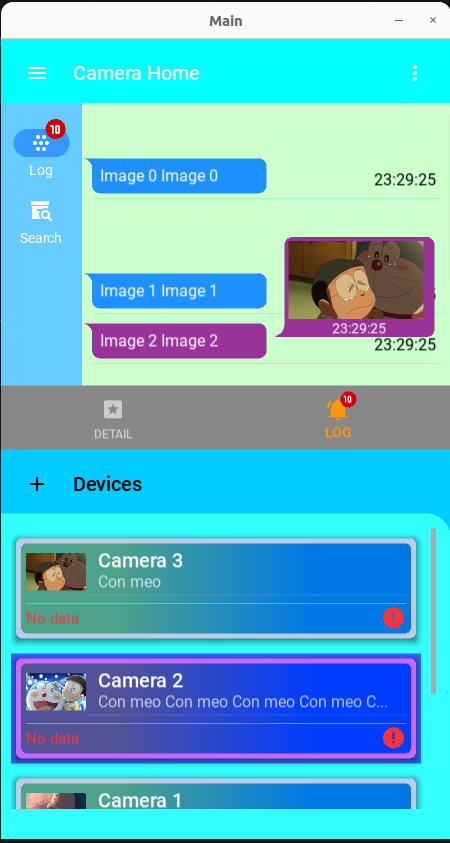 Main
Camera Home
10
Log
Search
Image 0 Image 0
23:29:25
Image 1 Image 1
23:29:25
Image 2 Image 2
23:29:25
DETAIL
10
LOG
Devices
Camera 3
Con meo
No data
Camera 2
Con meo Con meo Con meo Con meo C...
No data
Camera 1